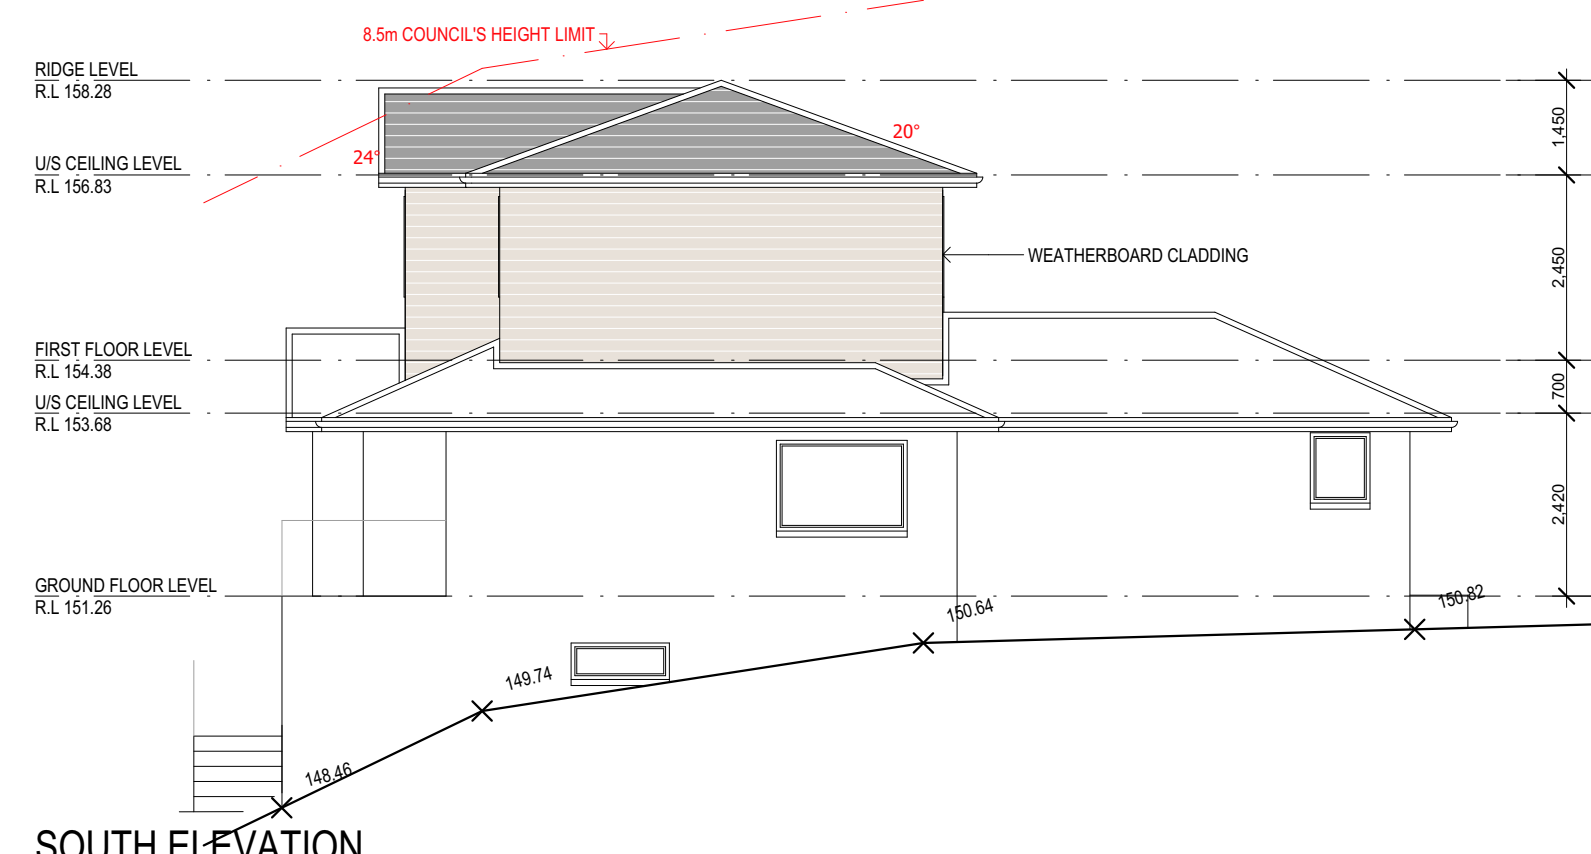 8.5m COUNCIL'S HEIGHT LIMIT
RIDGE LEVEL
R.L 158.28
1,450
20°
24°
U/S CEILING LEVEL
R.L 156.83
WEATHERBOARD CLADDING
2,450
FIRST FLOOR LEVEL
R.L 154.38
700
U/S CEILING LEVEL
R.L 153.68
2,420
GROUND FLOOR LEVEL
R.L 151.26
150.64
150.82
149.74
148.46
SOUTH ELEVATION